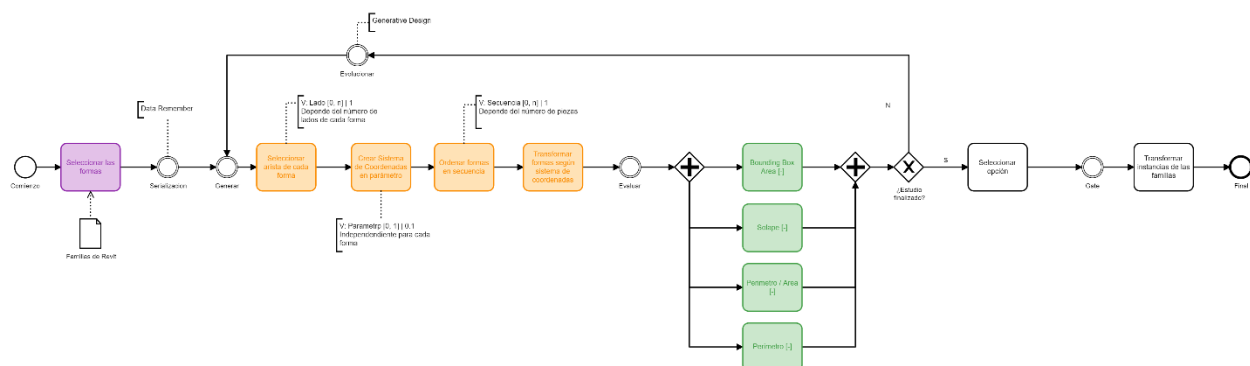 Generative Design
Evolucionar
Data Remember
V: Lado [0, n] | 1
Depende del número de
lados de cada forma
V: Secuencia [0, n] | 1
Depende del número de piezas
N
Comienzo
Seleccionar las
formas
Serializacion
Generar
Seleccionar
arista de cada
forma
Crear Sistema
de Coordenadas
en parámetro
Ordenar formas
en secuencia
Transformar
formas según
sistema de
coordenadas
Evaluar
Bounding Box
Area [-]
¿Estudio
finalizado?
S
Seleccionar
opción
Gate
Transformar
instancias de las
familias
Final
Familias de Revit
V: Parametro [0, 1] | 0,1
Independiente para cada
forma
Solape [-]
Perimetro / Area
[-]
Perimetro [-]